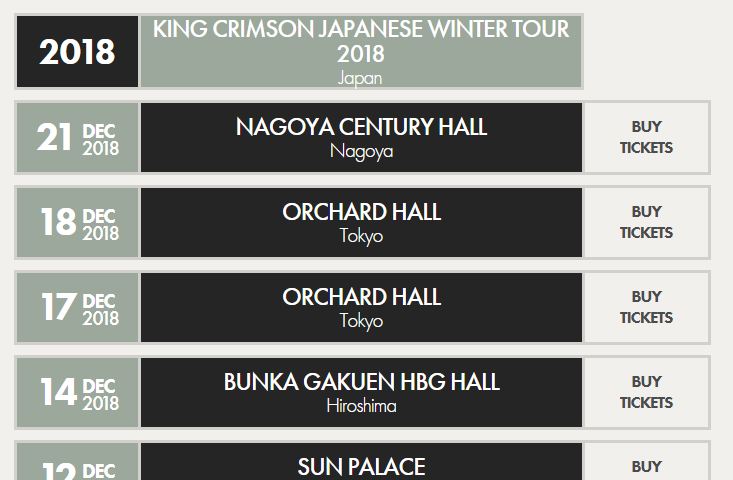 2018
KING CRIMSON JAPANESE WINTER TOUR
2018
Japan
21 DEC
2018
NAGOYA CENTURY HALL
Nagoya
BUY
TICKETS
18 DEC
2018
ORCHARD HALL
Tokyo
BUY
TICKETS
17 DEC
2018
ORCHARD HALL
Tokyo
BUY
TICKETS
14 DEC
2018
BUNKA GAKUEN HBG HALL
Hiroshima
BUY
TICKETS
12 DEC
SUN PALACE
BUY